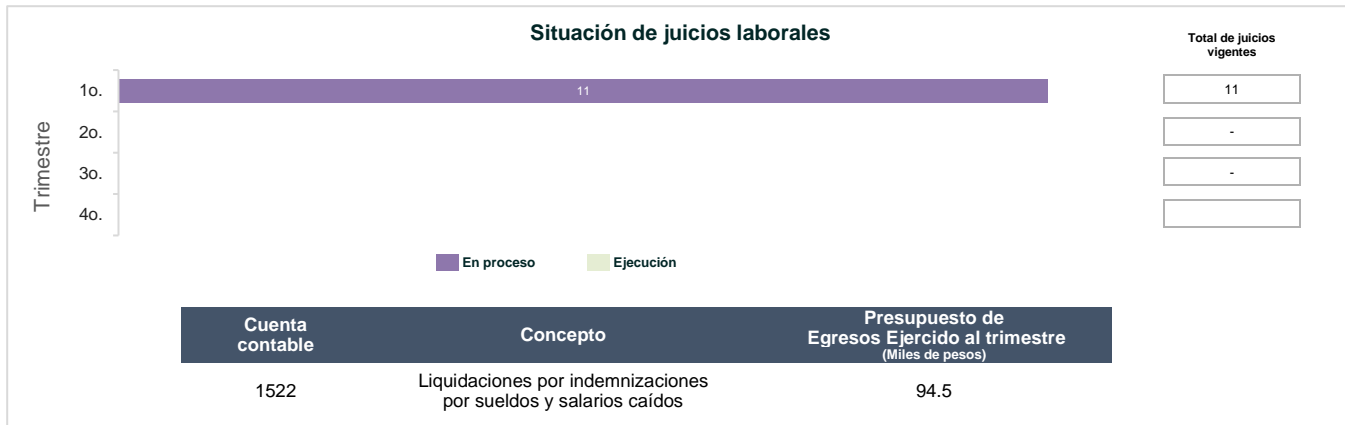 Situación de juicios laborales
Total de juicios
vigentes
Trimestre
1o.
11
11
2o.
-
3o.
-
4o.
En proceso
Ejecución
Cuenta
contable
Concepto
Presupuesto de
Egresos Ejercido al trimestre
(Miles de pesos)
1522
Liquidaciones por indemnizaciones
por sueldos y salarios caídos
94.5